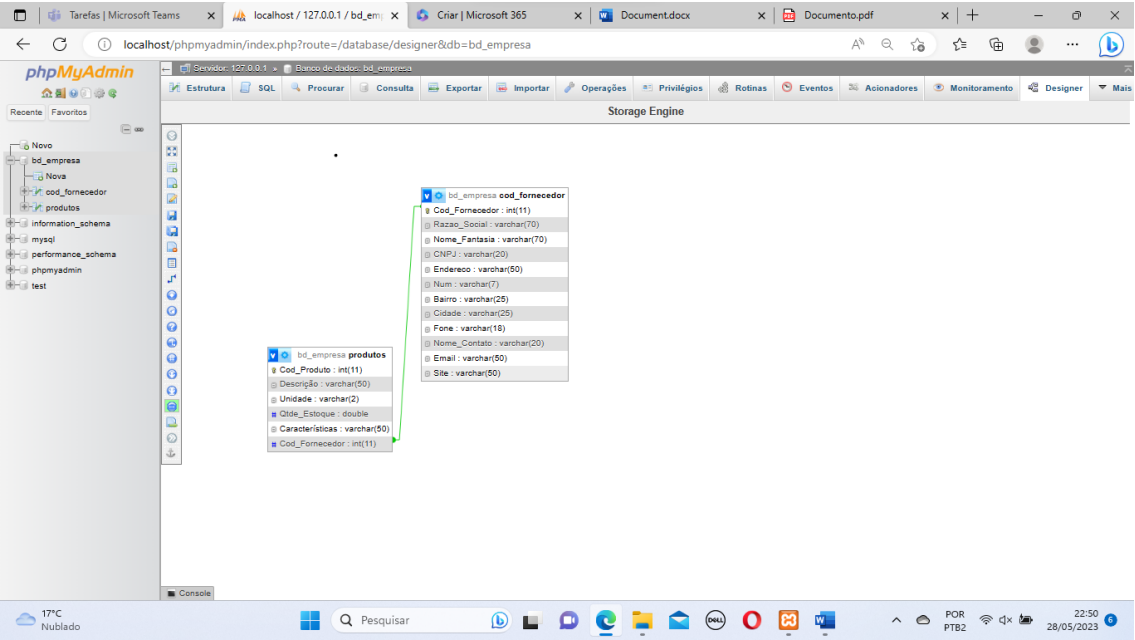 Tarefas | Microsoft Teams
localhost / 127.0.0.1 / bd_em
Criar | Microsoft 365
Document.docx
Documento.pdf
localhost/phpmyadmin/index.php?route=/database/designer&db=bd_empresa
phpMyAdmin
Recente Favoritos
Novo
bd_empresa
Nova
cod_fornecedor
produtos
information_schema
mysql
performance_schema
phpmyadmin
test
Servidor: 127.0.0.1 » Banco de dados: bd_empresa
Estrutura SQL Procurar Consulta Exportar Importar Operações Privilégios Rotinas Eventos Acionadores Monitoramento Designer Mais
Storage Engine
bd_empresa cod_fornecedor
Cod_Fornecedor : int(11)
Razao_Social : varchar(70)
Nome_Fantasia : varchar(70)
CNPJ : varchar(20)
Endereco : varchar(50)
Num : varchar(7)
Bairro : varchar(25)
Cidade : varchar(25)
Fone : varchar(18)
Nome_Contato : varchar(20)
Email : varchar(50)
Site : varchar(50)
bd_empresa produtos
Cod_Produto : int(11)
Descrição : varchar(50)
Unidade : varchar(2)
Qtde_Estoque : double
Características : varchar(50)
Cod_Fornecedor : int(11)
Console
17°C
Nublado
Pesquisar
DELL
POR
PTB2
22:50
28/05/2023
6